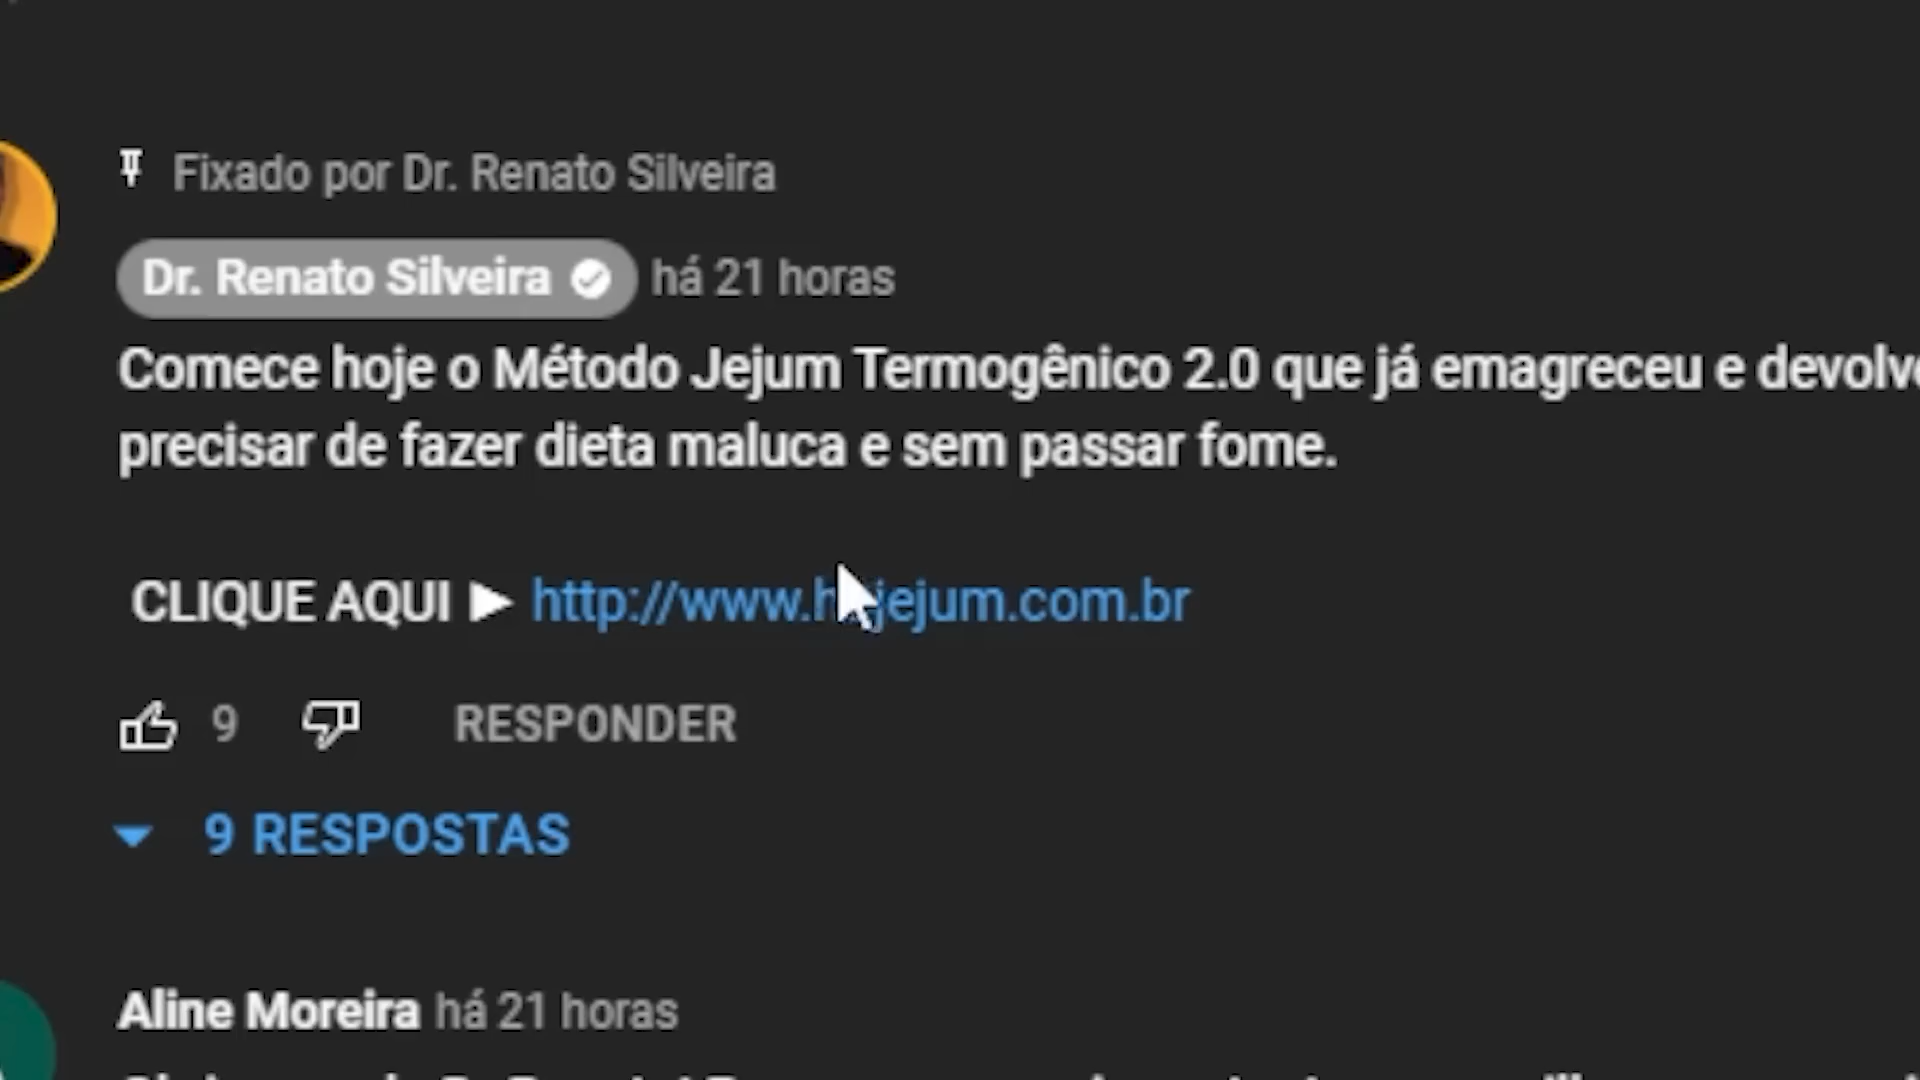 Fixado por Dr. Renato Silveira
Dr. Renato Silveira há 21 horas
Comece hoje o Método Jejum Termogênico 2.0 que já emagreceu e
precisar de fazer dieta maluca e sem passar fome.
CLIQUE AQUI ▶
9 RESPONDER
9 RESPOSTAS
Aline Moreira há 21 horas